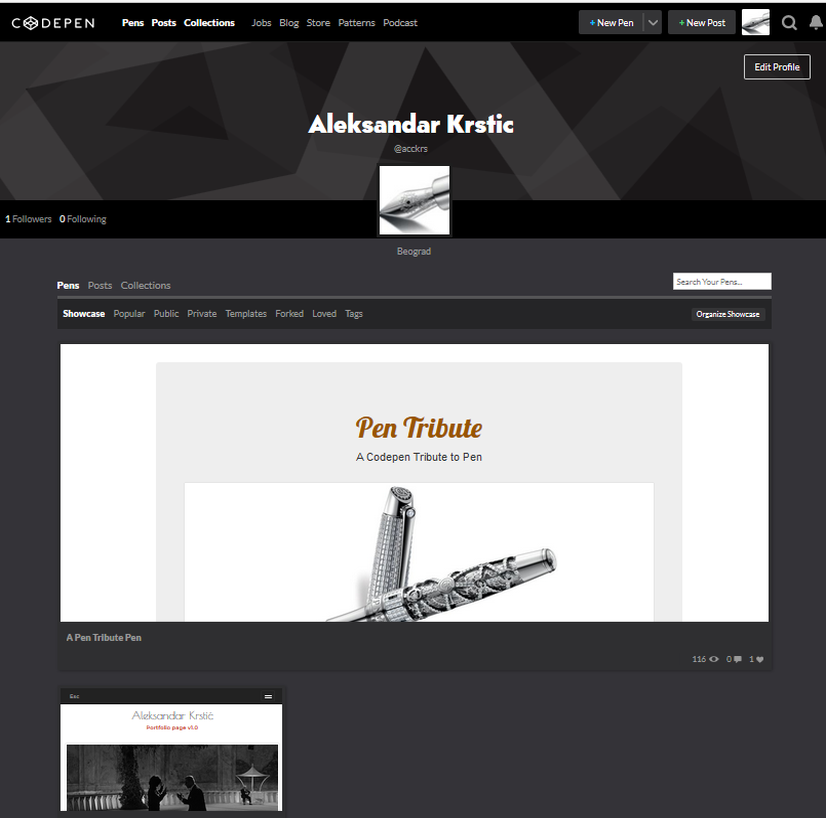 CODEPEN Pens Posts Collections Jobs Blog Store Patterns Podcast + New Pen + New Post
Edit Profile
Aleksandar Krstic
@acckrs
1 Followers 0 Following
Beograd
Pens Posts Collections Search Your Pens...
Showcase Popular Public Private Templates Forked Loved Tags Organize Showcase
Pen Tribute
A Codepen Tribute to Pen
A Pen Tribute Pen
116 0 1
Esc
Aleksandar Krstić
Portfolio page v1.0